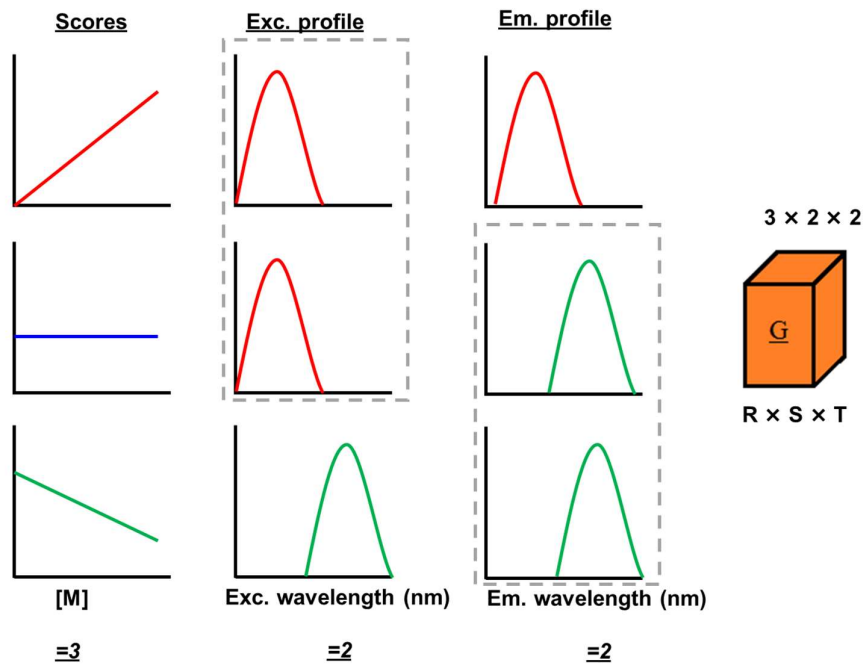 Scores
Exc. profile
Em. profile
3 × 2 × 2
G
R × S × T
[M]
Exc. wavelength (nm)
Em. wavelength (nm)
=3
=2
=2